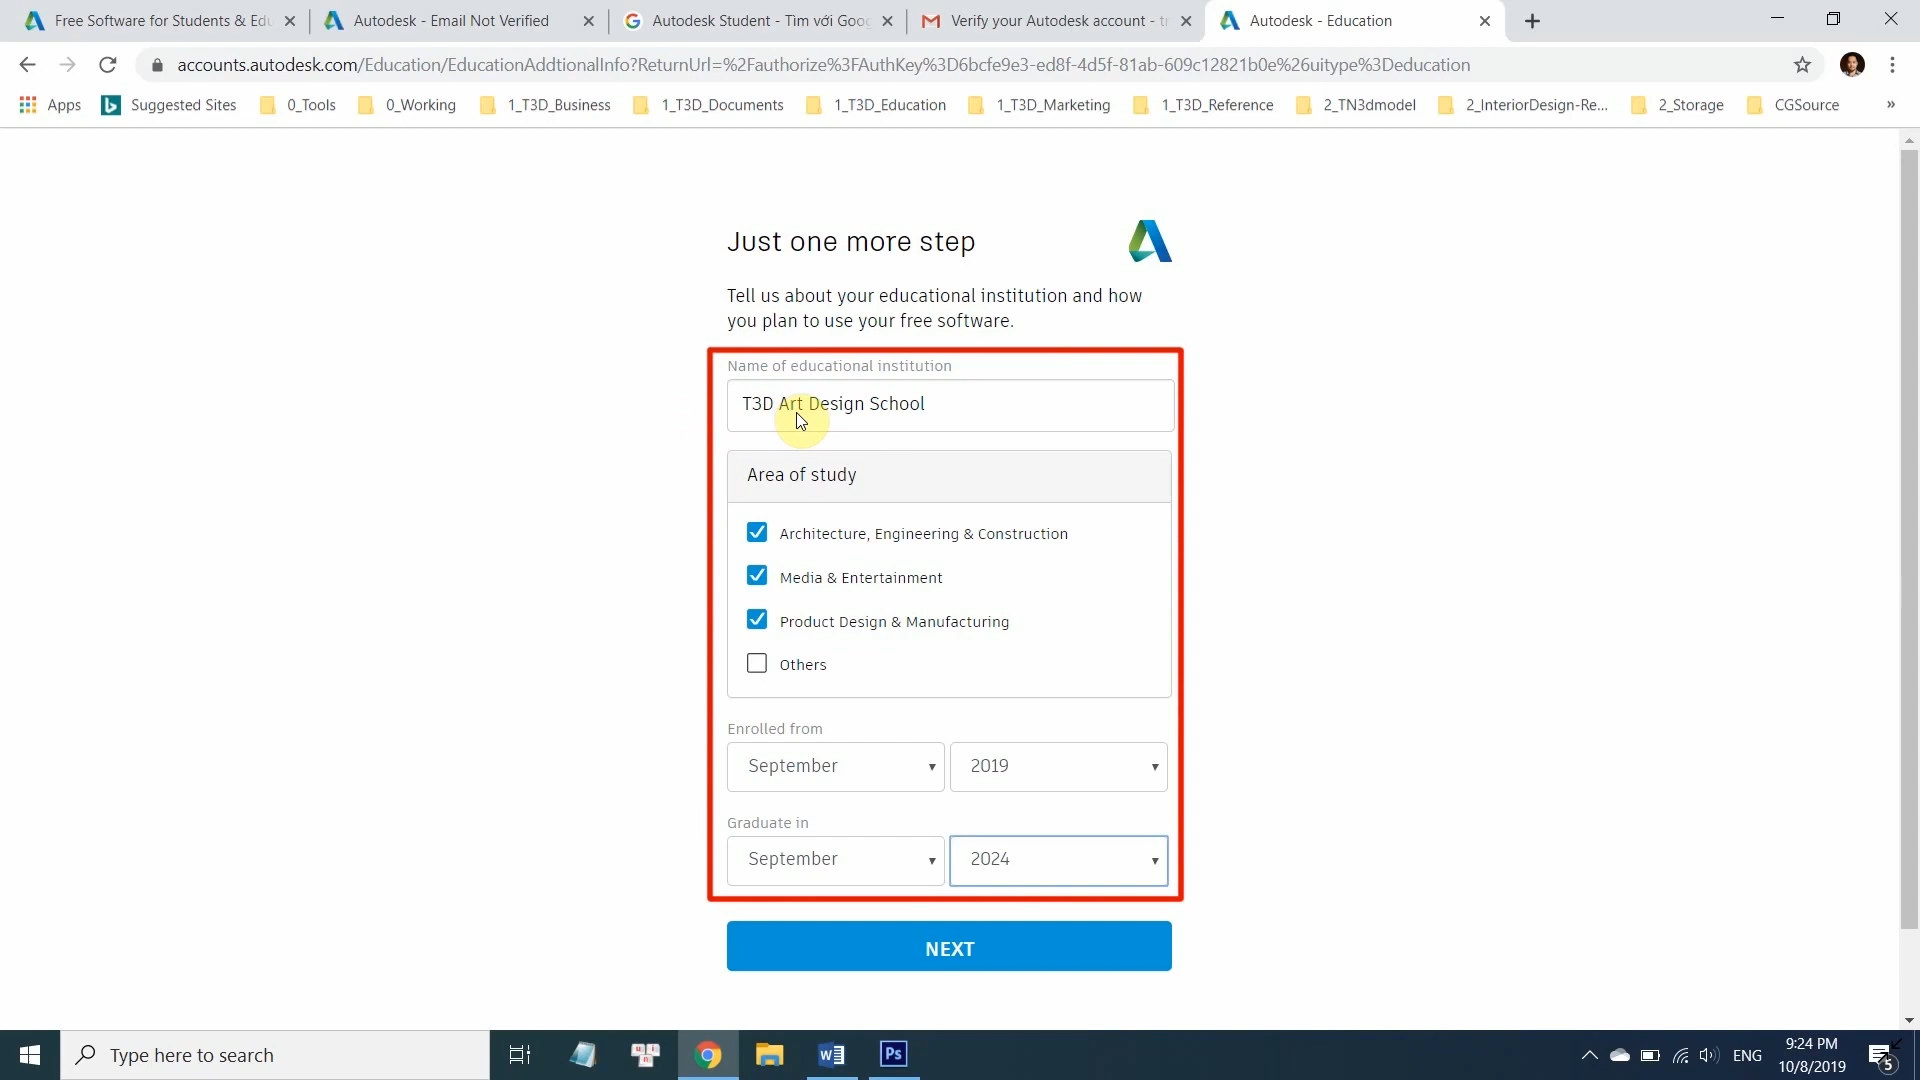 Free Software for Students & Edu
Autodesk - Email Not Verified
Autodesk Student - Tìm với Goog
Verify your Autodesk account - tr
Autodesk - Education
accounts.autodesk.com/Education/EducationAddtionalInfo?ReturnUrl=%2Fauthorize%3FAuthKey%3D6bcfe9e3-ed8f-4d5f-81ab-609c12821b0e%26uitype%3Deducation
Apps
Suggested Sites
0_Tools
0_Working
1_T3D_Business
1_T3D_Documents
1_T3D_Education
1_T3D_Marketing
1_T3D_Reference
2_TN3dmodel
2_InteriorDesign-Re...
2_Storage
CGSource
»
Just one more step
Tell us about your educational institution and how
you plan to use your free software.
Name of educational institution
T3D Art Design School
Area of study
Architecture, Engineering & Construction
Media & Entertainment
Product Design & Manufacturing
Others
Enrolled from
September
2019
Graduate in
September
2024
NEXT
Type here to search
Ps
ENG
9:24 PM
10/8/2019
5